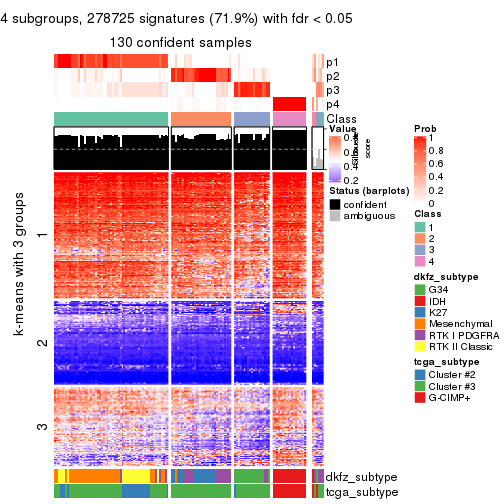 4 subgroups, 278725 signatures (71.9%) with fdr < 0.05
130 confident samples
p1
p2
p3
p4
Class
k-means with 3 groups
1
2
3
dkfz_subtype
tcga_subtype
Value
0.4
0.2
score
Status (barplots)
confident
ambiguous
Prob
1
0.8
0.6
0.4
0.2
0
Class
1
2
3
4
dkfz_subtype
G34
IDH
K27
Mesenchymal
RTK I PDGFRA
RTK II Classic
tcga_subtype
Cluster #2
Cluster #3
G-CIMP+